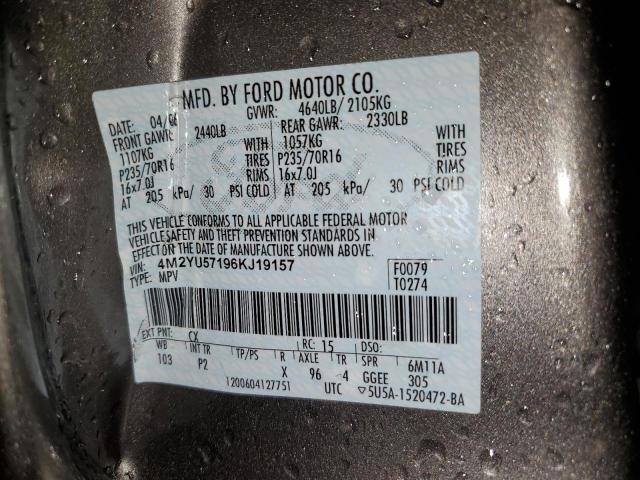 MFD. BY FORD MOTOR CO.
DATE: 04/06 GVWR: 4640LB/ 2105KG
FRONT GAWR: 2440LB REAR GAWR: 2330LB
1107KG WITH 1057KG WITH
P235/70R16 TIRES P235/70R16 TIRES
16x7.0J RIMS 16x7.0J RIMS
AT 205 kPa/ 30 PSI COLD AT 205 kPa/ 30 PSI COLD
THIS VEHICLE CONFORMS TO ALL APPLICABLE FEDERAL MOTOR
VEHICLE SAFETY AND THEFT PREVENTION STANDARDS IN
EFFECT ON THE DATE OF MANUFACTURE SHOWN ABOVE.
VIN: 4M2YU57196KJ19157 F0079
TYPE: MPV T0274
EXT PNT: CX RC: 15 DSO:
WB INT TR TP/PS R AXLE TR SPR 6M11A
103 P2 X 96 4 GGEE 305
1200604127751 UTC ▽5U5A-1520472-BA
Ford